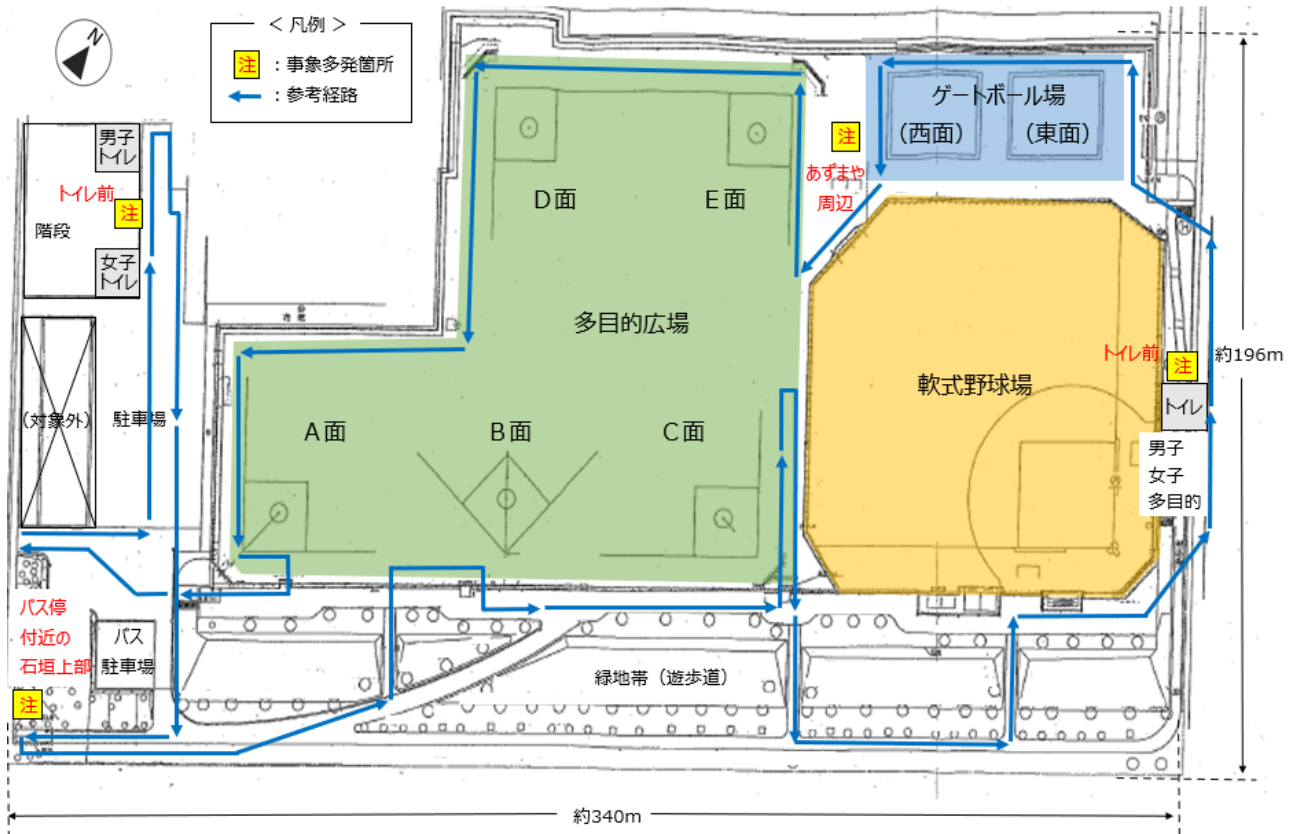 N
＜ 凡例 ＞
注 ：事象多発箇所
：参考経路
男子
トイレ
トイレ前
注
階段
女子
トイレ
(対象外)
駐車場
バス停
付近の
石垣上部
注
バス
駐車場
D面
E面
多目的広場
A面
B面
C面
注
あずまや
周辺
ゲートボール場
（西面）
（東面）
軟式野球場
トイレ前
注
トイレ
男子
女子
多目的
約196m
緑地帯（遊歩道）
約340m